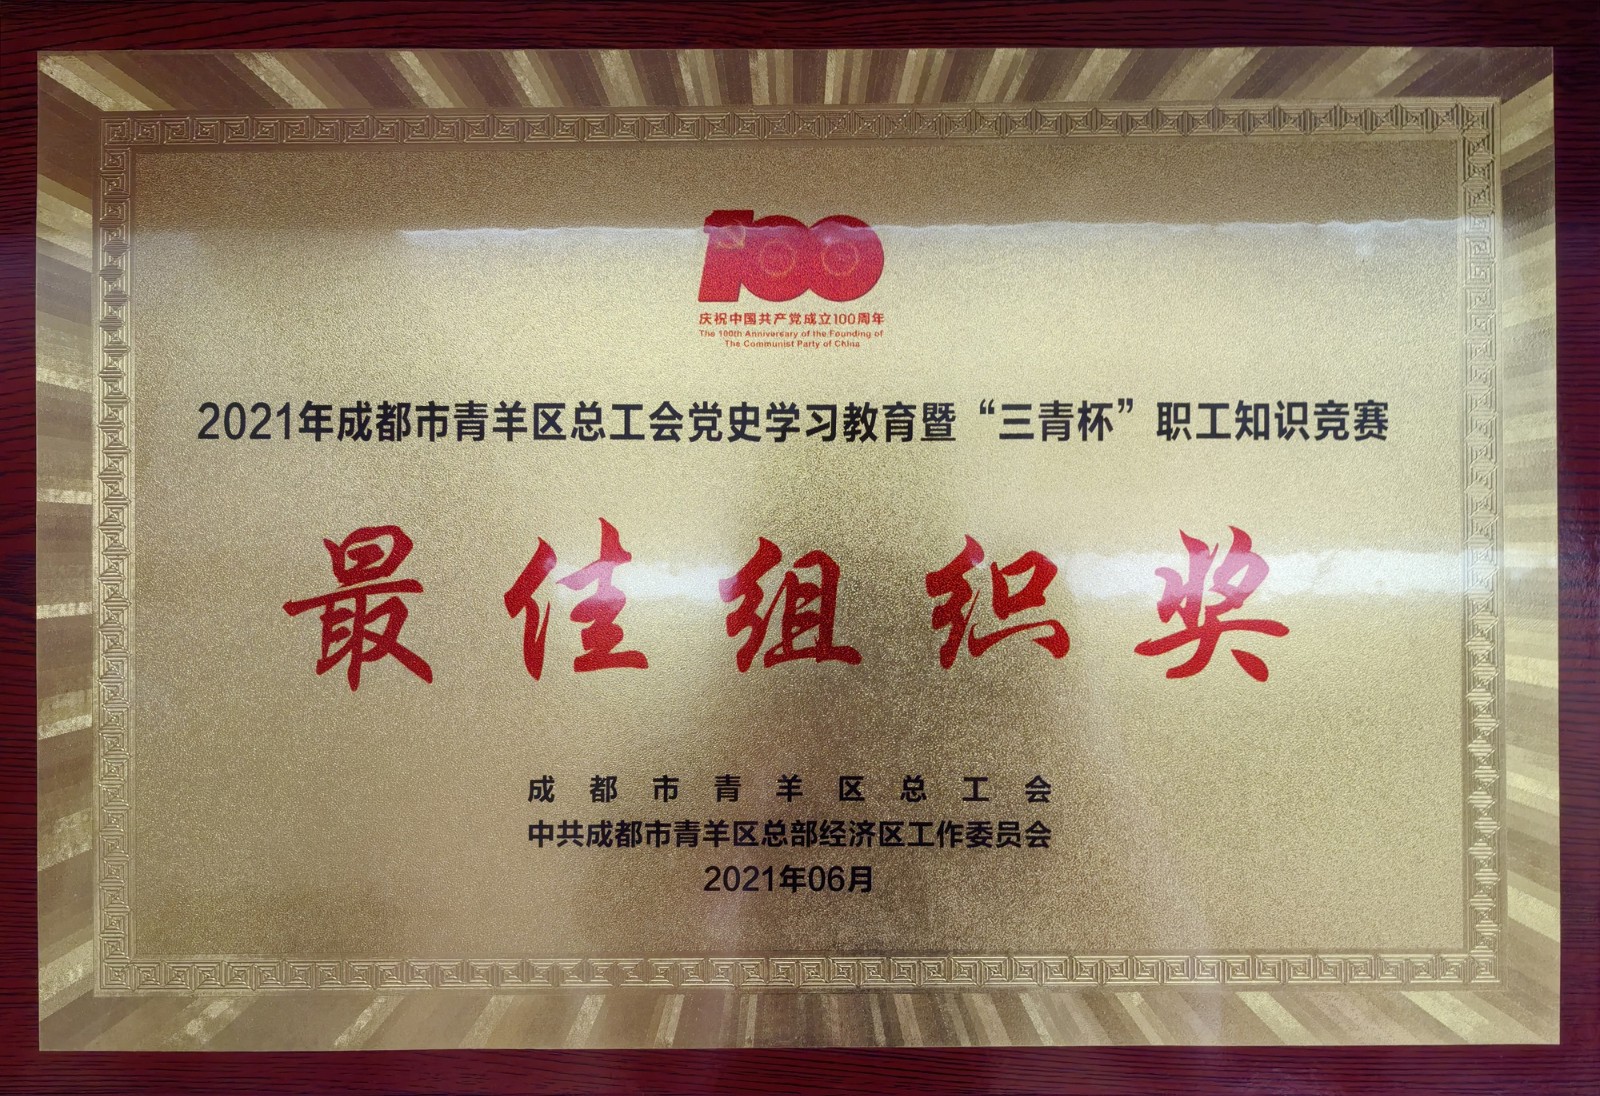 100
庆祝中国共产党成立100周年
The 100th Anniversary of the Founding of
The Communist Party of China
2021年成都市青羊区总工会党史学习教育暨“三青杯”职工知识竞赛
最佳组织奖
成都市青羊区总工会
中共成都市青羊区总部经济区工作委员会
2021年06月